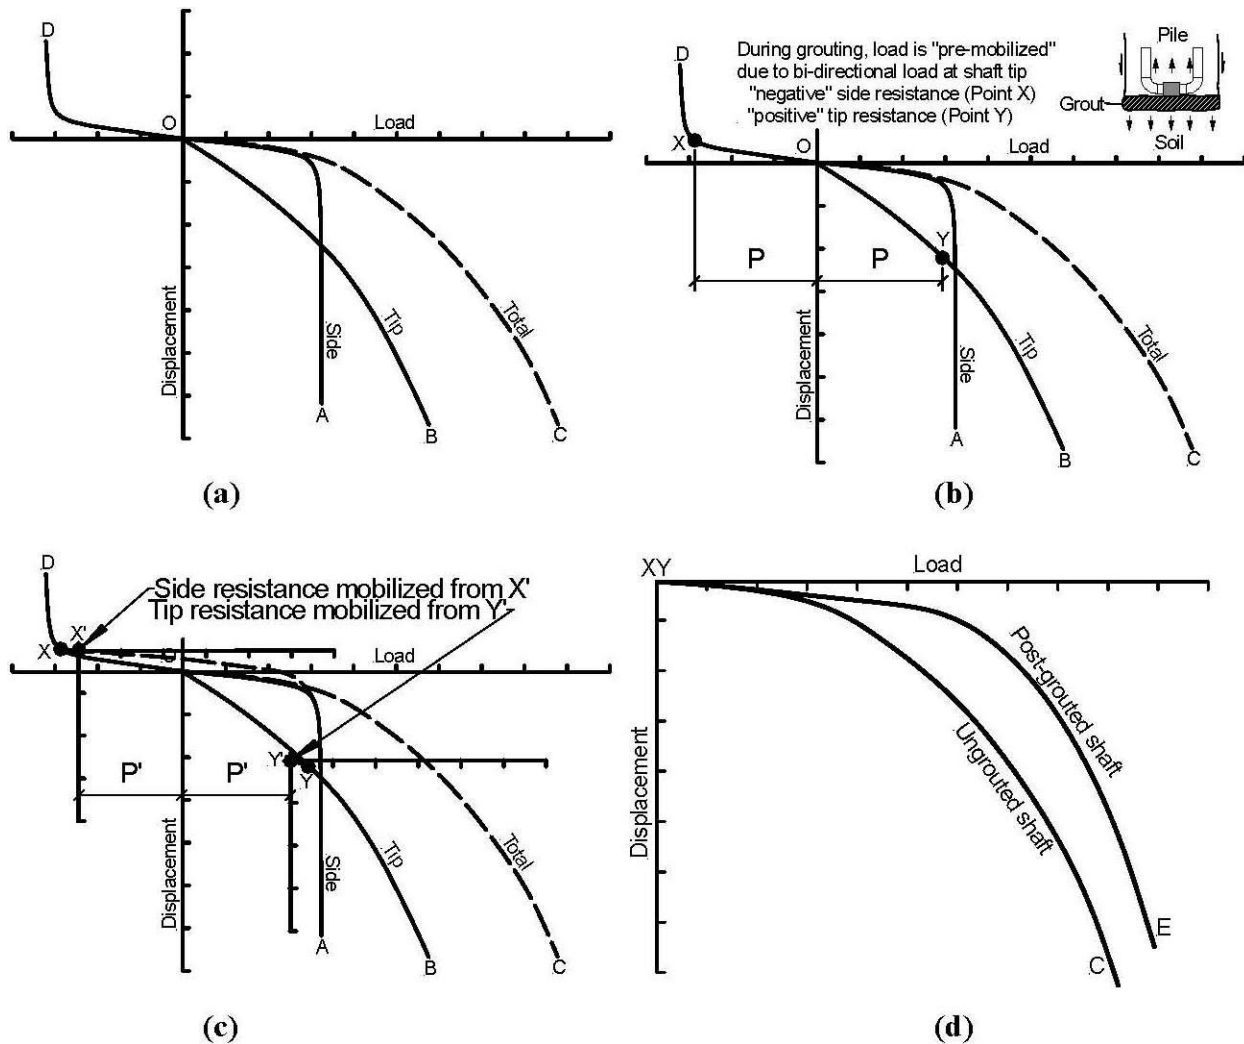 D
O
Load
Displacement
Side
Tip
Total
A
B
C
(a)
D
During grouting, load is "pre-mobilized"
due to bi-directional load at shaft tip
"negative" side resistance (Point X)
"positive" tip resistance (Point Y)
Pile
Grout
Soil
X
O
Load
Y
P
P
Displacement
Side
Tip
Total
A
B
C
(b)
D
Side resistance mobilized from X'
Tip resistance mobilized from Y'
X
X'
O
Load
Y'
Y
P'
P'
Displacement
Side
Tip
Total
A
B
C
(c)
XY
Load
Displacement
Post-grouted shaft
Ungrouted shaft
E
C
(d)